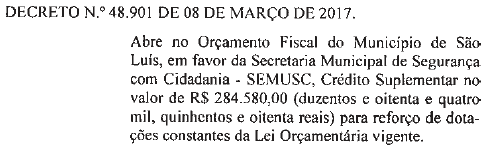 DECRETO N.º 48.901 DE 08 DE MARÇO DE 2017.
Abre no Orçamento Fiscal do Município de São
Luís, em favor da Secretaria Municipal de Segurança
com Cidadania - SEMUSC, Crédito Suplementar no
valor de R$ 284.580,00 (duzentos e oitenta e quatro
mil, quinhentos e oitenta reais) para reforço de dota-
ções constantes da Lei Orçamentária vigente.